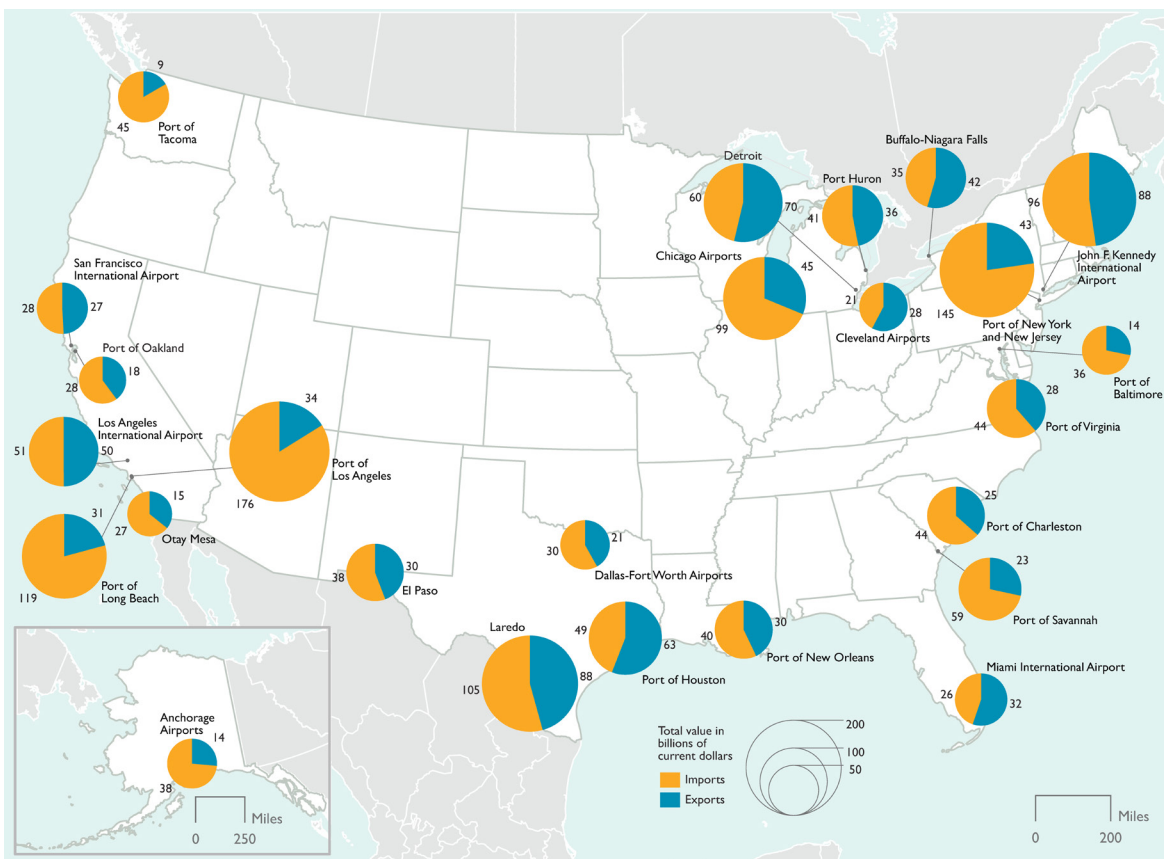 9
45
Port of
Tacoma
Buffalo-Niagara Falls
35
42
Detroit
60
70
Port Huron
41
36
96
88
43
John F. Kennedy
International
Airport
Chicago Airports
45
99
21
28
Cleveland Airports
145
Port of New York
and New Jersey
San Francisco
International Airport
28
27
Port of Oakland
18
28
14
36
Port of
Baltimore
28
44
Port of Virginia
Los Angeles
International Airport
51
50
34
Port of
Los Angeles
176
15
27
Otay Mesa
31
Port of
Long Beach
119
25
Port of Charleston
44
23
59
Port of Savannah
30
21
Dallas-Fort Worth Airports
38
30
El Paso
Laredo
105
88
49
63
Port of Houston
40
30
Port of New Orleans
Miami International Airport
26
32
Anchorage
Airports
14
38
Miles
0
250
Total value in
billions of
current dollars
Imports
Exports
200
100
50
Miles
0
200